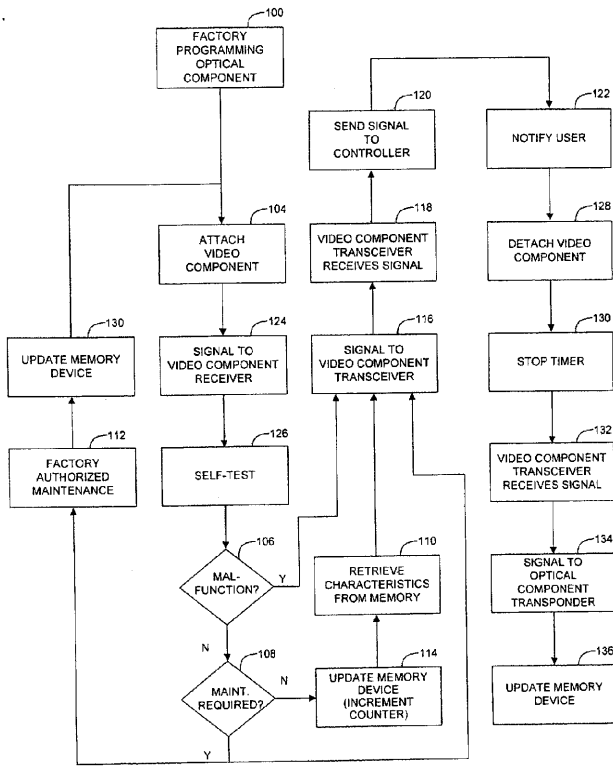 100
FACTORY
PROGRAMMING
OPTICAL
COMPONENT
104
ATTACH
VIDEO
COMPONENT
124
SIGNAL TO
VIDEO COMPONENT
RECEIVER
126
SELF-TEST
106
MAL-
FUNCTION?
Y
N
108
MAINT.
REQUIRED?
N
Y
130
UPDATE MEMORY
DEVICE
112
FACTORY
AUTHORIZED
MAINTENANCE
120
SEND SIGNAL
TO
CONTROLLER
118
VIDEO COMPONENT
TRANSCEIVER
RECEIVES SIGNAL
116
SIGNAL TO
VIDEO COMPONENT
TRANSCEIVER
110
RETRIEVE
CHARACTERISTICS
FROM MEMORY
114
UPDATE MEMORY
DEVICE
(INCREMENT
COUNTER)
122
NOTIFY USER
128
DETACH VIDEO
COMPONENT
130
STOP TIMER
132
VIDEO COMPONENT
TRANSCEIVER
RECEIVES SIGNAL
134
SIGNAL TO
OPTICAL
COMPONENT
TRANSPONDER
136
UPDATE MEMORY
DEVICE